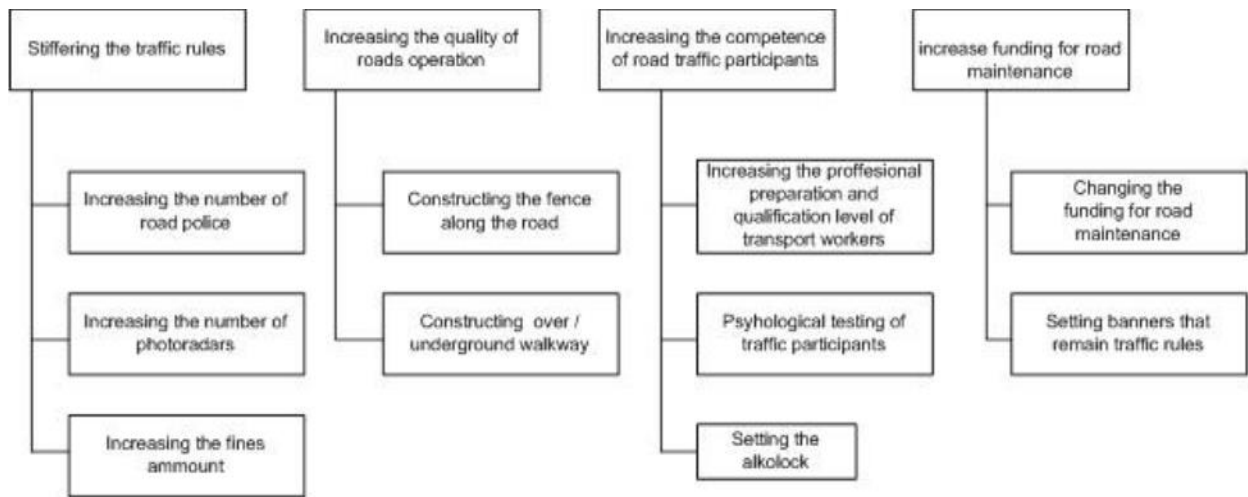 Stiffering the traffic rules
Increasing the number of
road police
Increasing the number of
photoradars
Increasing the fines
ammount
Increasing the quality of
roads operation
Constructing the fence
along the road
Constructing over /
underground walkway
Increasing the competence
of road traffic participants
Increasing the proffesional
preparation and
qualification level of
transport workers
Psyhological testing of
traffic participants
Setting the
alkolock
increase funding for road
maintenance
Changing the
funding for road
maintenance
Setting banners that
remain traffic rules